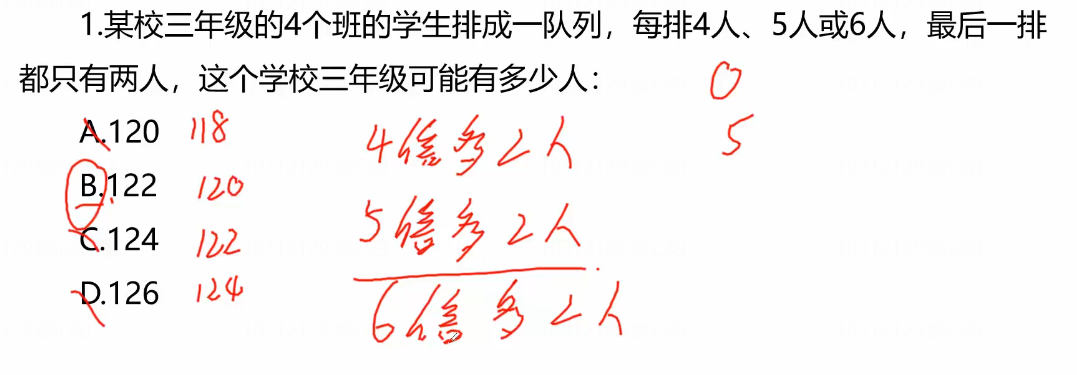 1.某校三年级的4个班的学生排成一队列，每排4人、5人或6人，最后一排
都只有两人，这个学校三年级可能有多少人：
0
A.120 118
4倍多2人
5
B.122 120
5倍多2人
C.124 122
D.126 124
6倍多2人